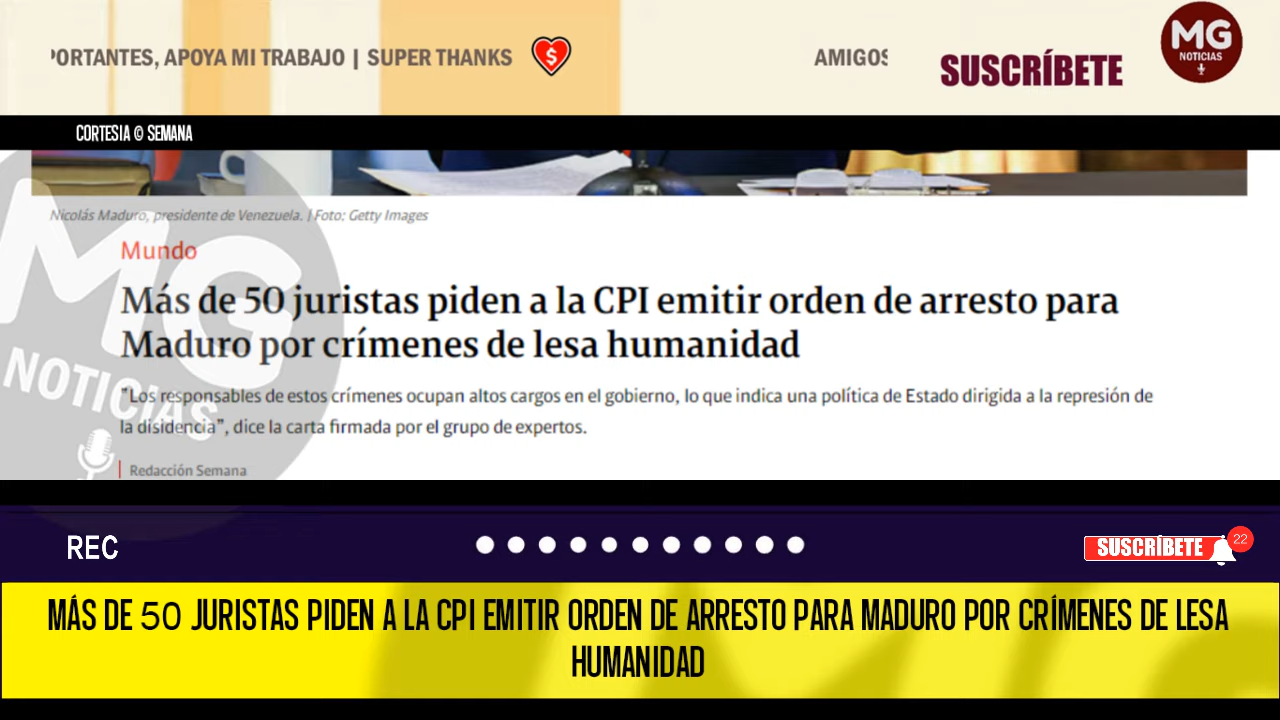 PORTANTES, APOYA MI TRABAJO | SUPER THANKS
AMIGOS
SUSCRÍBETE
MG
NOTICIAS
CORTESIA © SEMANA
Nicolás Maduro, presidente de Venezuela. | Foto: Getty Images
Mundo
Más de 50 juristas piden a la CPI emitir orden de arresto para
Maduro por crímenes de lesa humanidad
"Los responsables de estos crímenes ocupan altos cargos en el gobierno, lo que indica una política de Estado dirigida a la represión de
la disidencia", dice la carta firmada por el grupo de expertos.
Redacción Semana
MG
NOTICIAS
REC
SUSCRÍBETE
22
MÁS DE 50 JURISTAS PIDEN A LA CPI EMITIR ORDEN DE ARRESTO PARA MADURO POR CRÍMENES DE LESA
HUMANIDAD